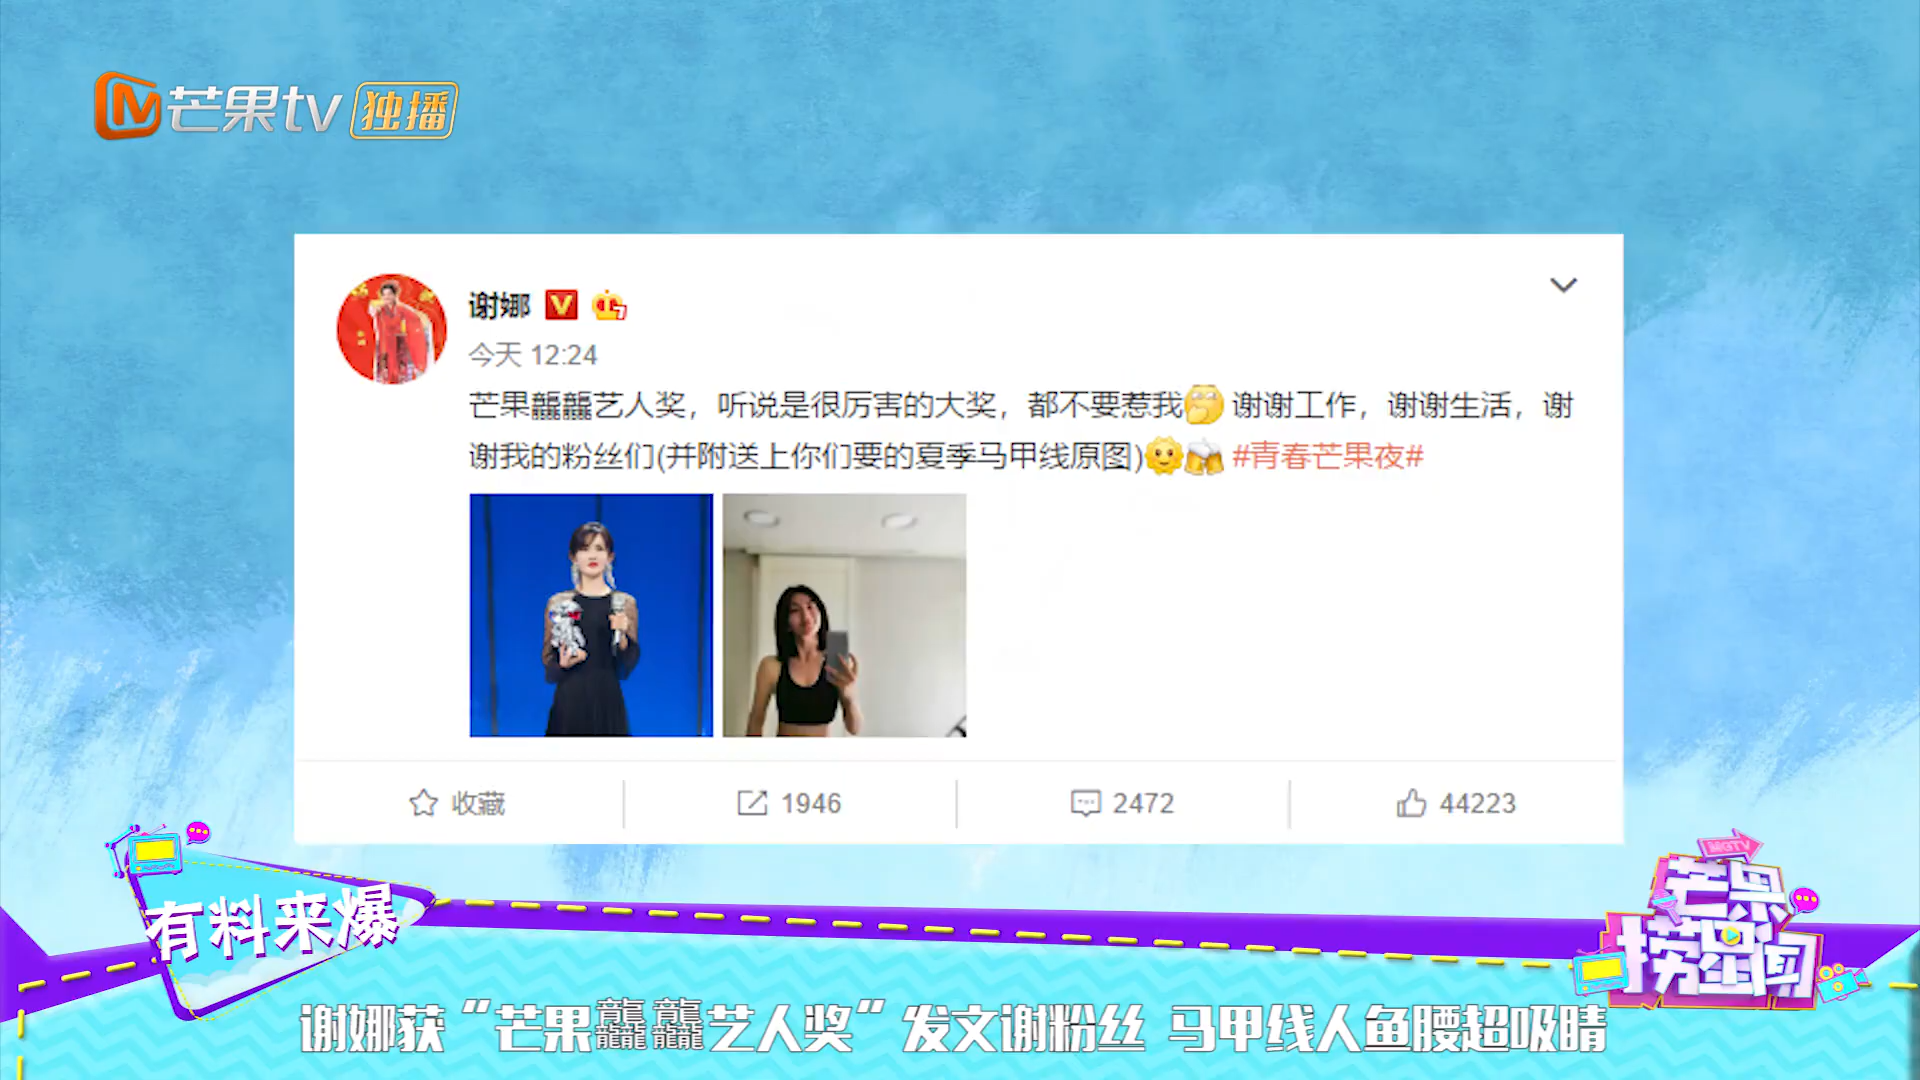 芒果tv 独播
谢娜
今天 12:24
芒果龘龘艺人奖，听说是很厉害的大奖，都不要惹我 谢谢工作，谢谢生活，谢
谢我的粉丝们(并附送上你们要的夏季马甲线原图) #青春芒果夜#
收藏
1946
2472
44223
有料来爆
MGTV
芒果
捞星闻
谢娜获“芒果龘龘艺人奖”发文谢粉丝 马甲线人鱼腰超吸睛